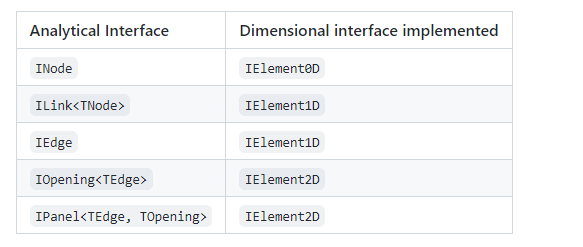 Analytical Interface Dimensional interface implemented
INode IElement0D
ILink<TNode> IElement1D
IEdge IElement1D
IOpening<TEdge> IElement2D
IPanel<TEdge, TOpening> IElement2D